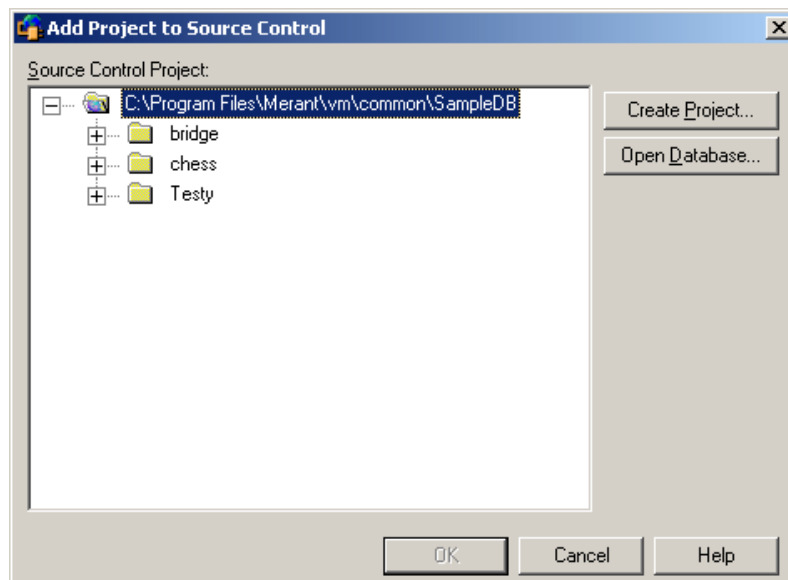 Add Project to Source Control
Source Control Project:
C:\Program Files\Merant\vm\common\SampleDB
bridge
chess
Testy
Create Project...
Open Database...
OK
Cancel
Help